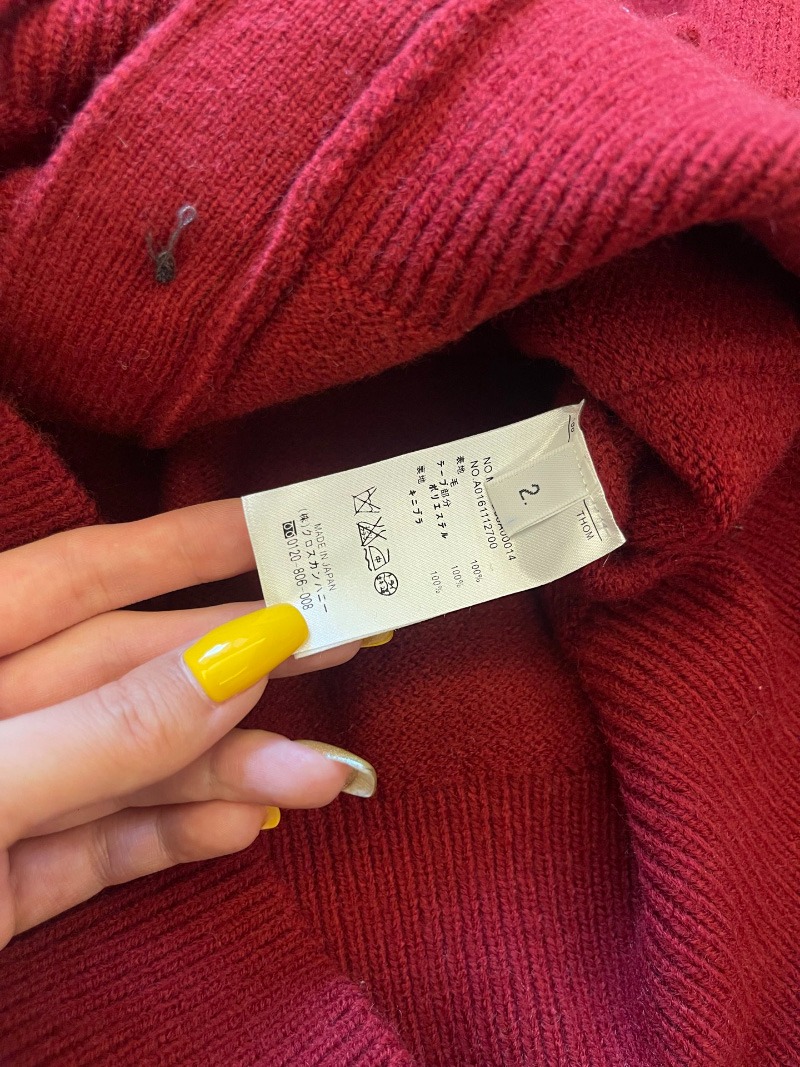 THOM
2.
NO.A0161112700
表地 毛 100%
テープ部分 ポリエステル 100%
裏地 キュプラ 100%
MADE IN JAPAN
(株)クロスカンパニー
0120-806-008